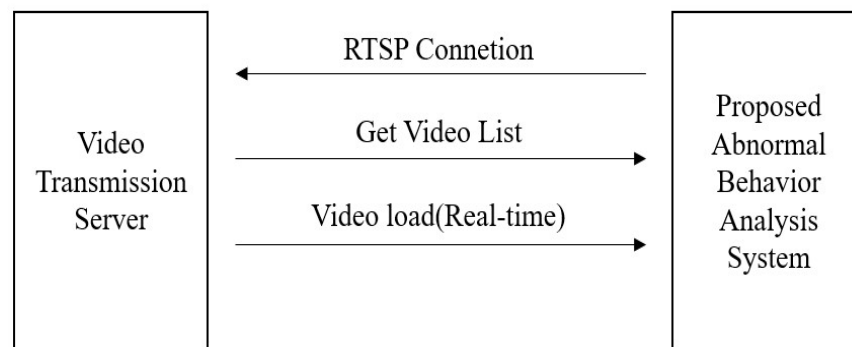 Video
Transmission
Server
RTSP Connetion
Get Video List
Video load(Real-time)
Proposed
Abnormal
Behavior
Analysis
System